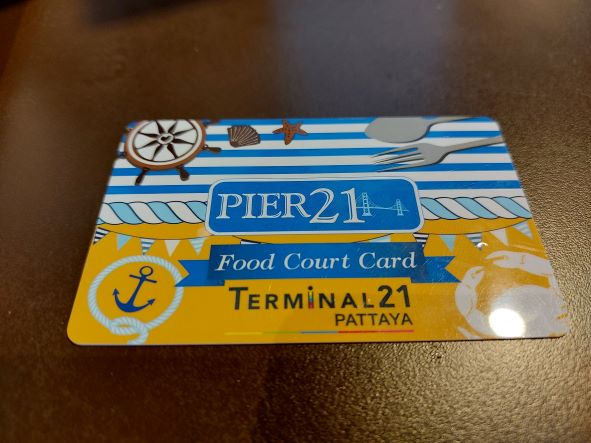 PIER21
Food Court Card
TERMINAL21
PATTAYA